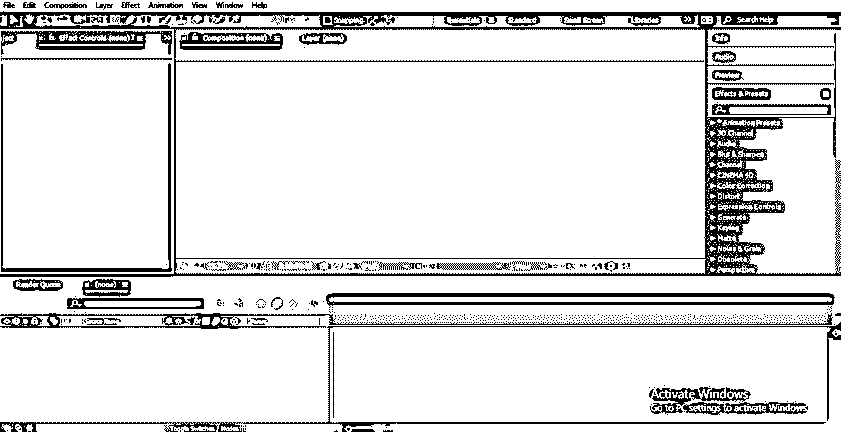 File Edit Composition Layer Effect Animation View Window Help
Snapping Essentials Standard Small Screen Libraries Search Help
Effect Controls (none) Composition (none) Layer (none)
Info
Audio
Preview
Effects & Presets
* Animation Presets
3D Channel
Audio
Blur & Sharpen
Channel
CINEMA 4D
Color Correction
Distort
Expression Controls
Generate
Keying
Matte
Noise & Grain
Obsolete
Render Queue (none)
Source Name
Activate Windows
Go to PC settings to activate Windows
Toggle Switches / Modes